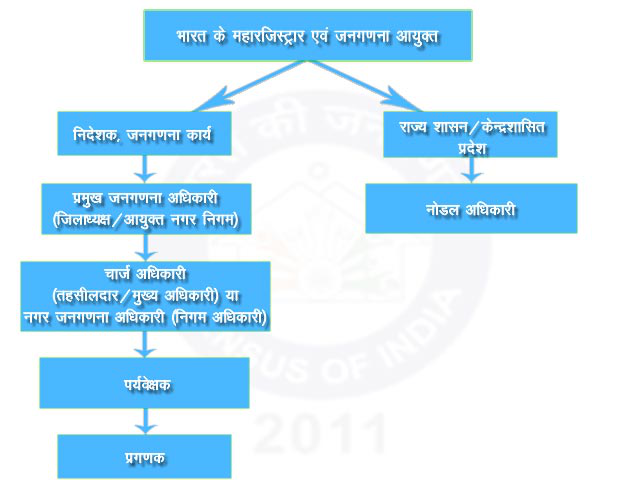 भारत के महारजिस्ट्रार एवं जनगणना आयुक्त
निदेशक, जनगणना कार्य
राज्य शासन/केन्द्रशासित
प्रदेश
प्रमुख जनगणना अधिकारी
(जिलाध्यक्ष/आयुक्त नगर निगम)
नोडल अधिकारी
चार्ज अधिकारी
(तहसीलदार/मुख्य अधिकारी) या
नगर जनगणना अधिकारी (निगम अधिकारी)
पर्यवेक्षक
प्रगणक
की जन
OF INDIA
2011